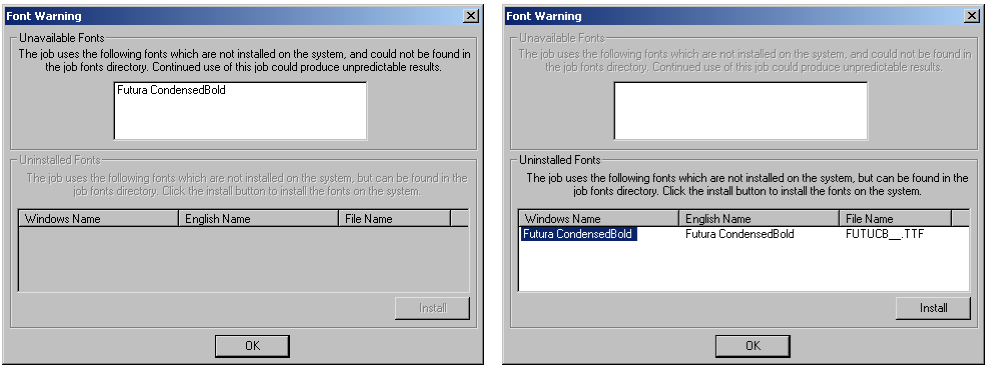 Font Warning
Unavailable Fonts
The job uses the following fonts which are not installed on the system, and could not be found in
the job fonts directory. Continued use of this job could produce unpredictable results.
Futura CondensedBold
Uninstalled Fonts
The job uses the following fonts which are not installed on the system, but can be found in the
job fonts directory. Click the install button to install the fonts on the system.
Windows Name English Name File Name
Install
OK
Font Warning
Unavailable Fonts
The job uses the following fonts which are not installed on the system, and could not be found in
the job fonts directory. Continued use of this job could produce unpredictable results.
Uninstalled Fonts
The job uses the following fonts which are not installed on the system, but can be found in the
job fonts directory. Click the install button to install the fonts on the system.
Windows Name English Name File Name
Futura CondensedBold Futura CondensedBold FUTUCB__.TTF
Install
OK